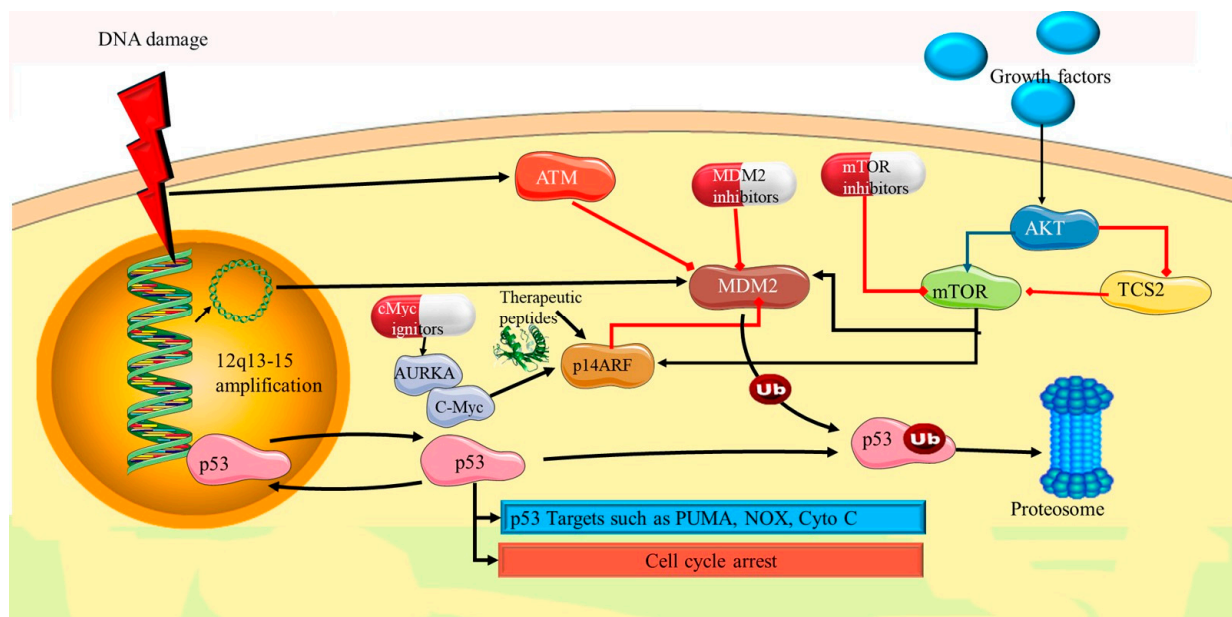 DNA damage
Growth factors
ATM
MDM2
inhibitors
mTOR
inhibitors
AKT
MDM2
mTOR
TCS2
cMyc
ignitors
Therapeutic
peptides
12q13-15
amplification
AURKA
p14ARF
C-Myc
Ub
p53
p53
p53
Ub
Proteosome
p53 Targets such as PUMA, NOX, Cyto C
Cell cycle arrest